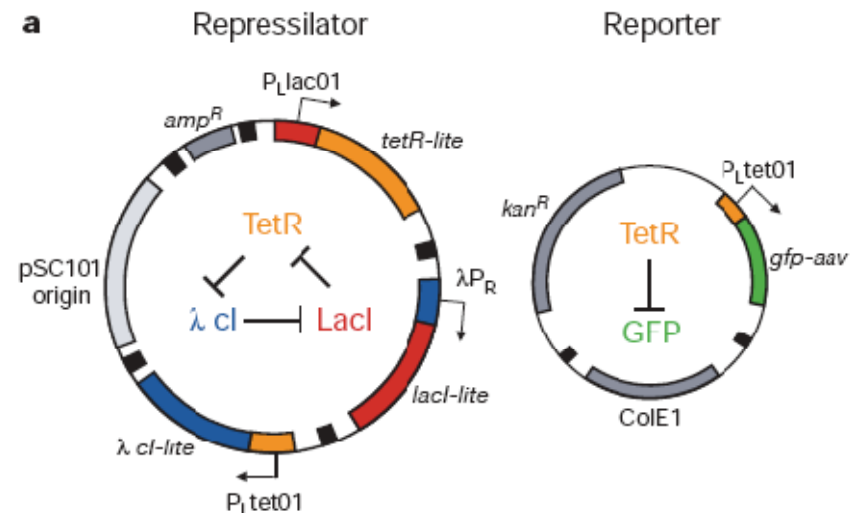 a
Repressilator
Reporter
PLlac01
ampR
tetR-lite
TetR
λ cI
LacI
pSC101
origin
λPR
lacI-lite
λ cI-lite
PLtet01
PLtet01
kanR
TetR
gfp-aav
GFP
ColE1